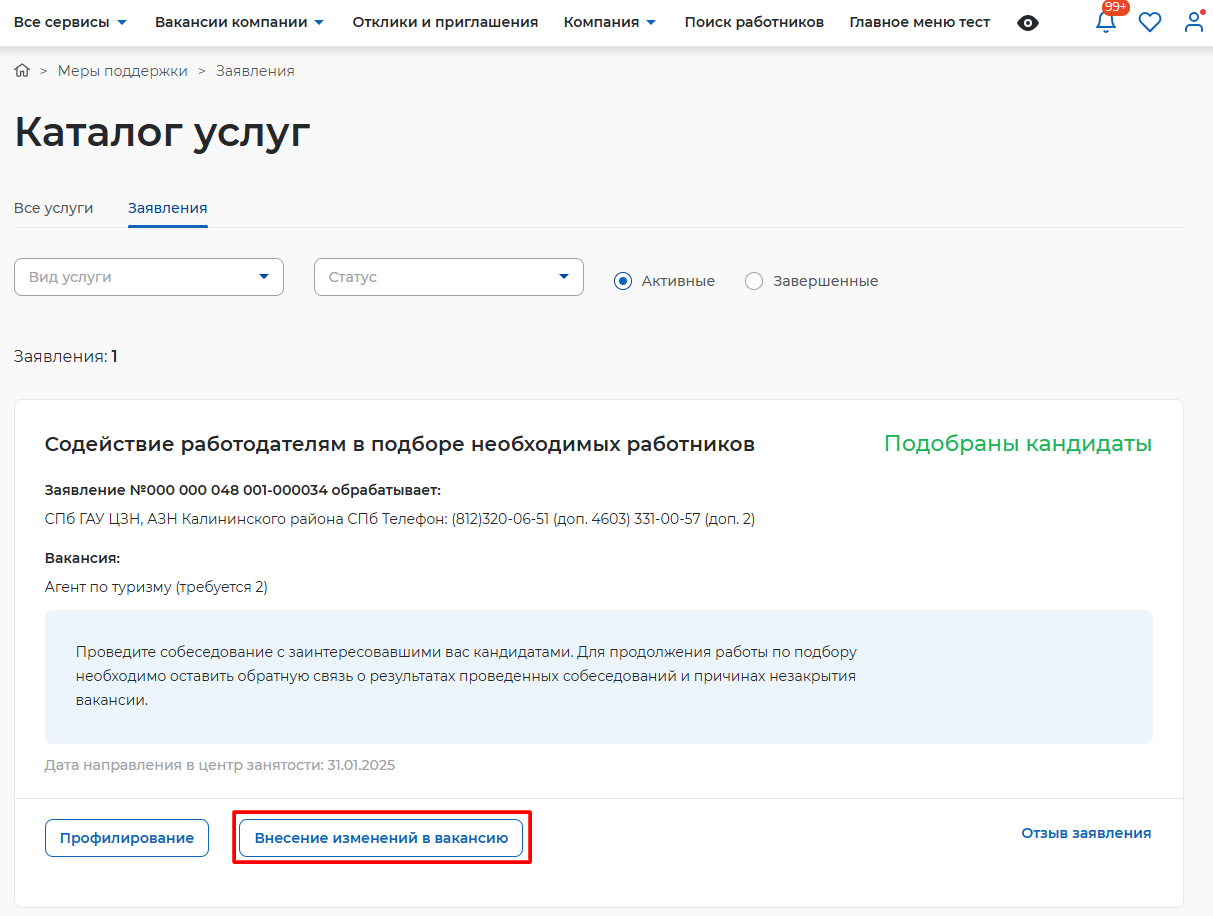 Все сервисы Вакансии компании Отклики и приглашения Компания Поиск работников Главное меню тест 99+
> Меры поддержки > Заявления
Каталог услуг
Все услуги Заявления
Вид услуги Статус Активные Завершенные
Заявления: 1
Содействие работодателям в подборе необходимых работников Подобраны кандидаты
Заявление №000 000 048 001-000034 обрабатывает:
СПб ГАУ ЦЗН, АЗН Калининского района СПб Телефон: (812)320-06-51 (доп. 4603) 331-00-57 (доп. 2)
Вакансия:
Агент по туризму (требуется 2)
Проведите собеседование с заинтересовавшими вас кандидатами. Для продолжения работы по подбору
необходимо оставить обратную связь о результатах проведенных собеседований и причинах незакрытия
вакансии.
Дата направления в центр занятости: 31.01.2025
Профилирование Внесение изменений в вакансию Отзыв заявления